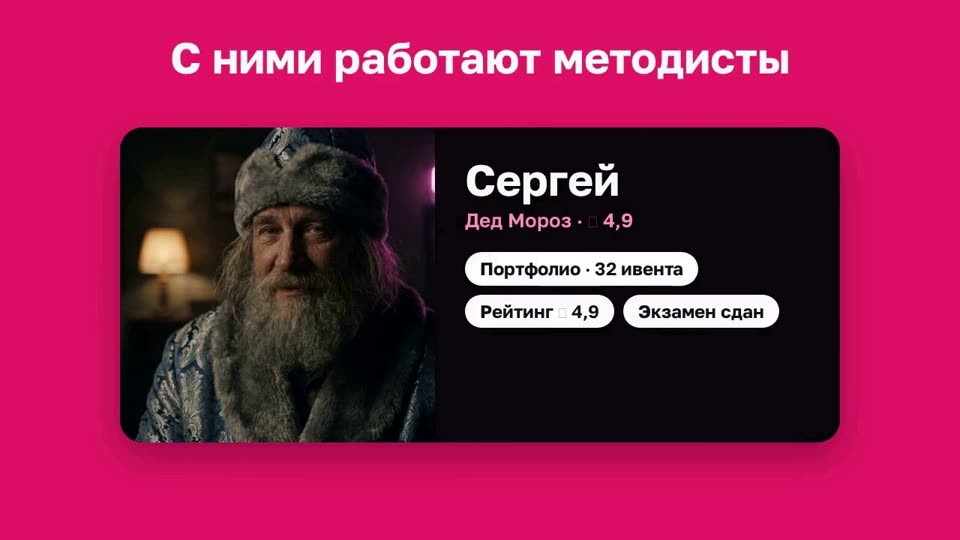 С ними работают методисты
Сергей
Дед Мороз · 4,9
Портфолио · 32 ивента
Рейтинг 4,9
Экзамен сдан